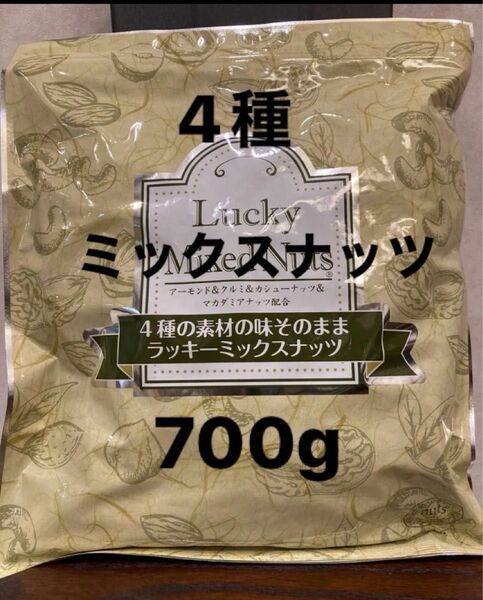 4種
Lucky
ミックスナッツ
Mixed Nuts®
アーモンド&クルミ&カシューナッツ&
マカダミアナッツ配合
4種の素材の味そのまま
ラッキーミックスナッツ
700g
nuts